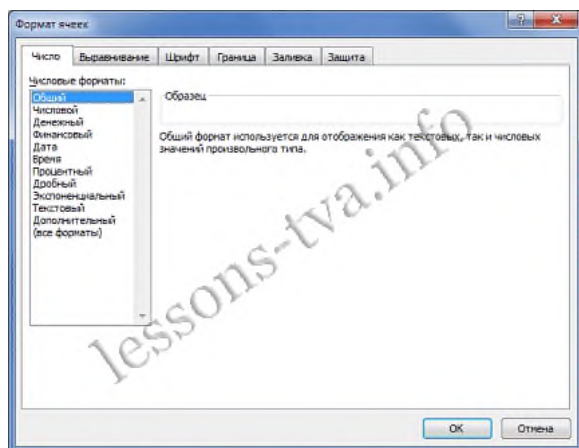 Формат ячеек
Число Выравнивание Шрифт Граница Заливка Защита
Числовые форматы:
Общий
Числовой
Денежный
Финансовый
Дата
Время
Процентный
Дробный
Экспоненциальный
Текстовый
Дополнительный
(все форматы)
Образец
Общий формат используется для отображения как текстовых, так и числовых
значений произвольного типа.
lessons-tva.info
ОК Отмена